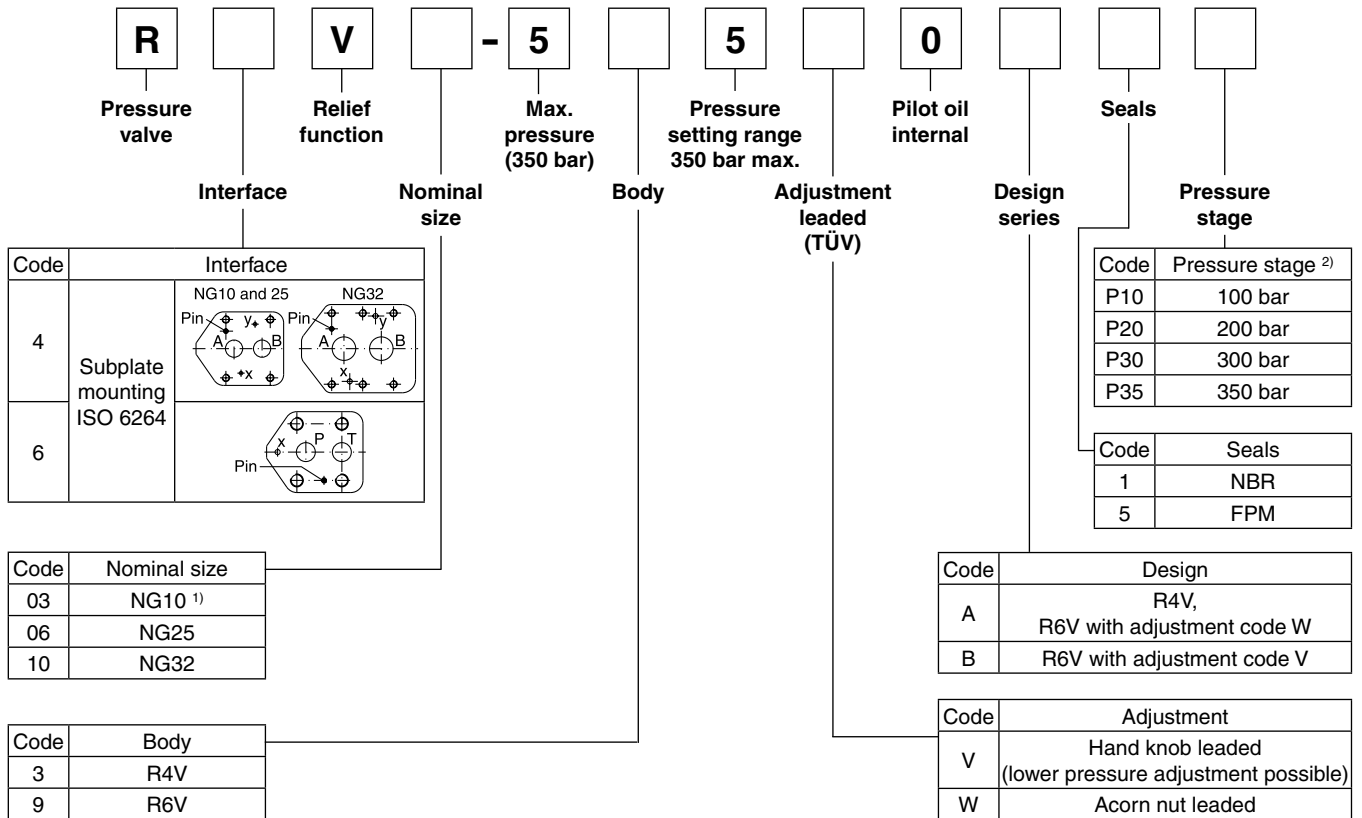 R V - 5 5 0
Pressure
valve
Relief
function
Max.
pressure
(350 bar)
Pressure
setting range
350 bar max.
Pilot oil
internal
Seals
Interface
Nominal
size
Body
Adjustment
leaded
(TÜV)
Design
series
Pressure
stage
Code Interface
4
Subplate
mounting
ISO 6264
NG10 and 25
Pin y
A B
x
NG32
Pin y
A B
x
6
x P T
Pin
Code Pressure stage 2)
P10 100 bar
P20 200 bar
P30 300 bar
P35 350 bar
Code Seals
1 NBR
5 FPM
Code Nominal size
03 NG10 1)
06 NG25
10 NG32
Code Design
A R4V,
R6V with adjustment code W
B R6V with adjustment code V
Code Body
3 R4V
9 R6V
Code Adjustment
V Hand knob leaded
(lower pressure adjustment possible)
W Acorn nut leaded